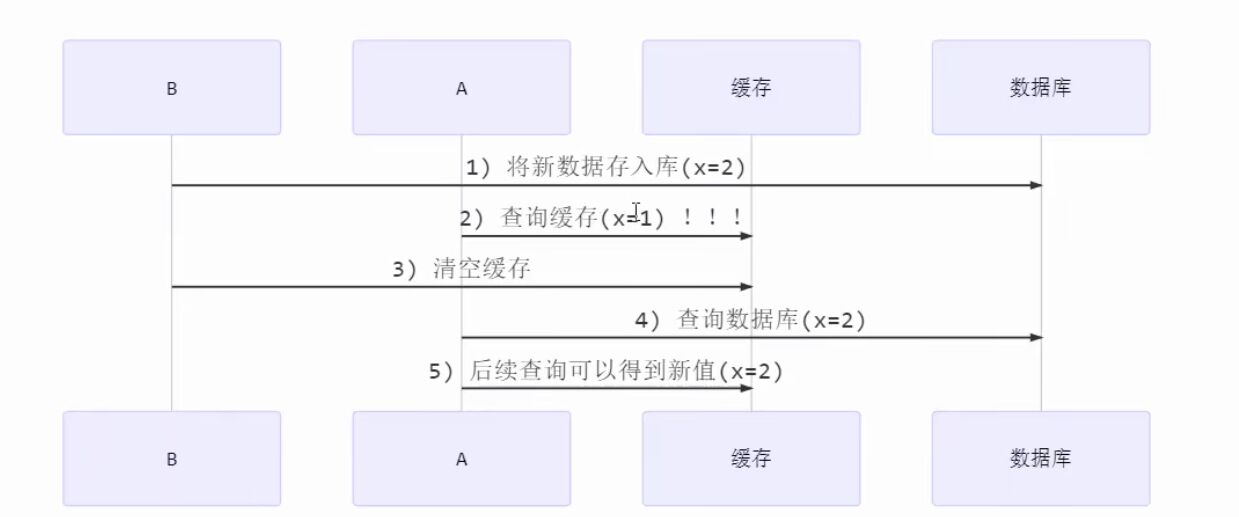 B A 缓存 数据库
1) 将新数据存入库(x=2)
2) 查询缓存(x=1) ！！！
3) 清空缓存
4) 查询数据库(x=2)
5) 后续查询可以得到新值(x=2)
B A 缓存 数据库